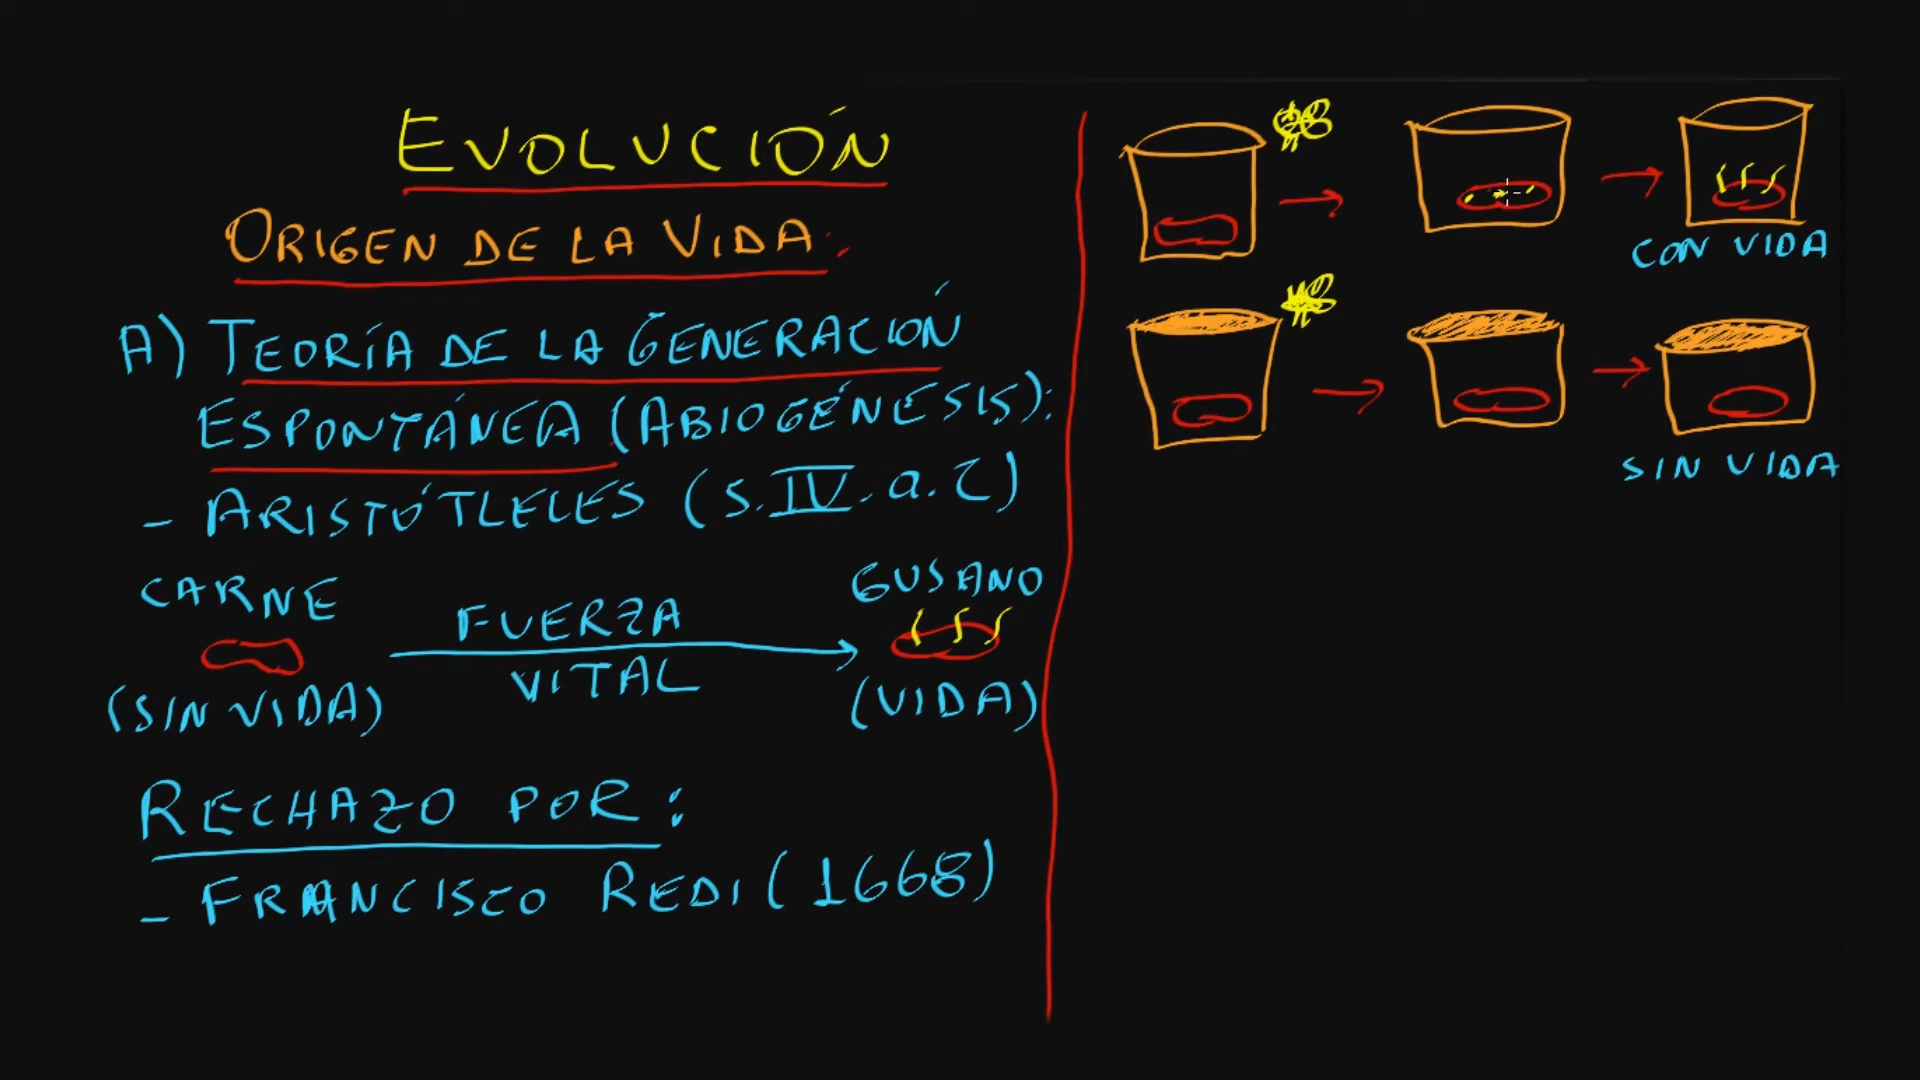 EVOLUCIÓN
ORIGEN DE LA VIDA:
A) TEORÍA DE LA GENERACIÓN
ESPONTÁNEA (ABIOGÉNESIS):
- ARISTÓTLELES (S.IV.a.C)
CARNE
(SIN VIDA)
FUERZA
VITAL
GUSANO
(VIDA)
RECHAZO POR:
- FRANCISCO REDI (1668)
CON VIDA
SIN VIDA